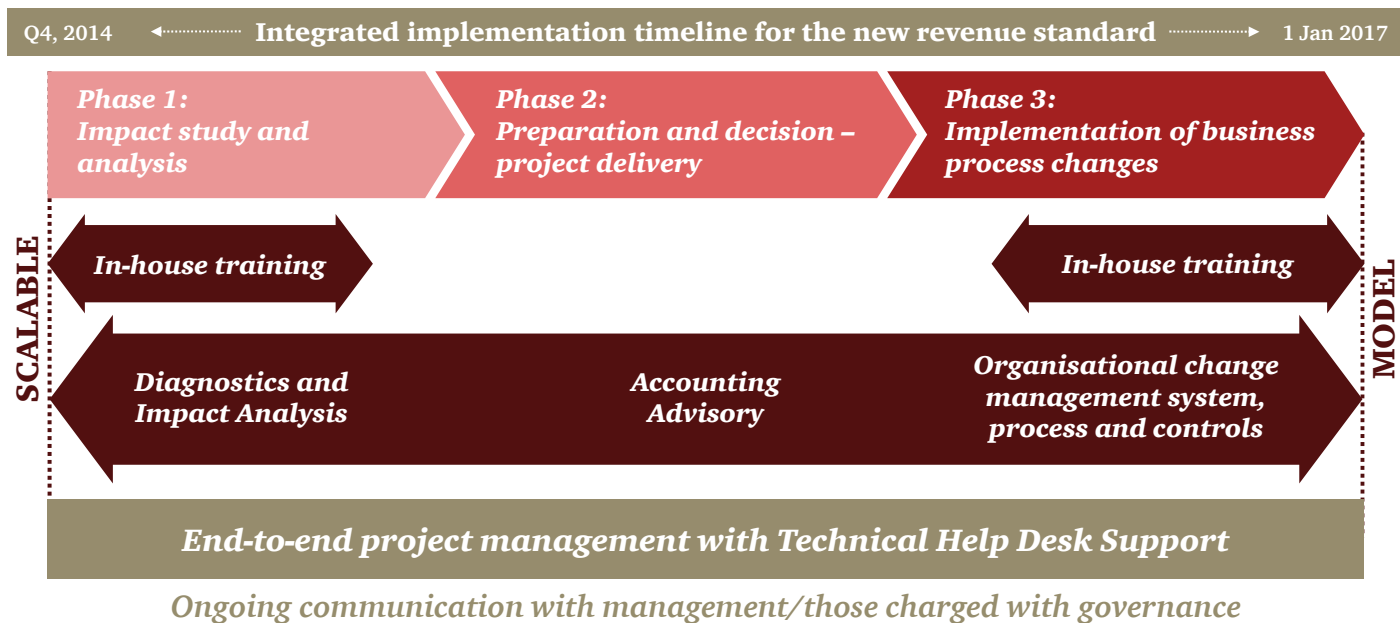 Q4, 2014
Integrated implementation timeline for the new revenue standard
1 Jan 2017
Phase 1:
Impact study and
analysis
Phase 2:
Preparation and decision –
project delivery
Phase 3:
Implementation of business
process changes
SCALABLE
In-house training
In-house training
MODEL
Diagnostics and
Impact Analysis
Accounting
Advisory
Organisational change
management system,
process and controls
End-to-end project management with Technical Help Desk Support
Ongoing communication with management/those charged with governance